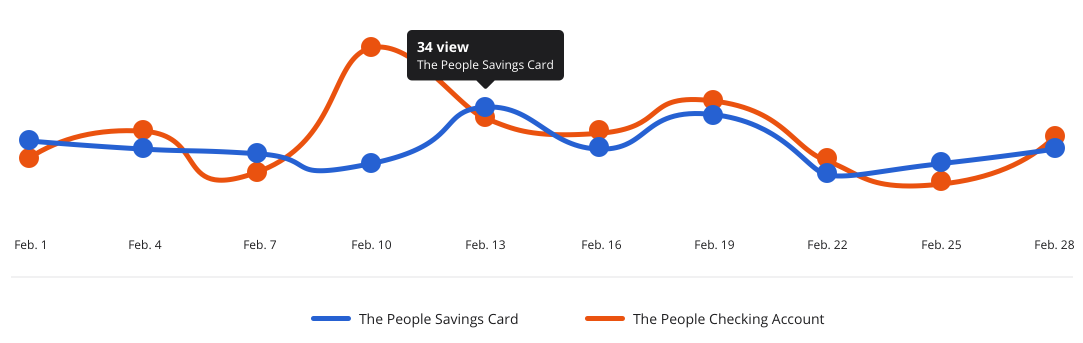 34 view
The People Savings Card
Feb. 1
Feb. 4
Feb. 7
Feb. 10
Feb. 13
Feb. 16
Feb. 19
Feb. 22
Feb. 25
Feb. 28
The People Savings Card
The People Checking Account